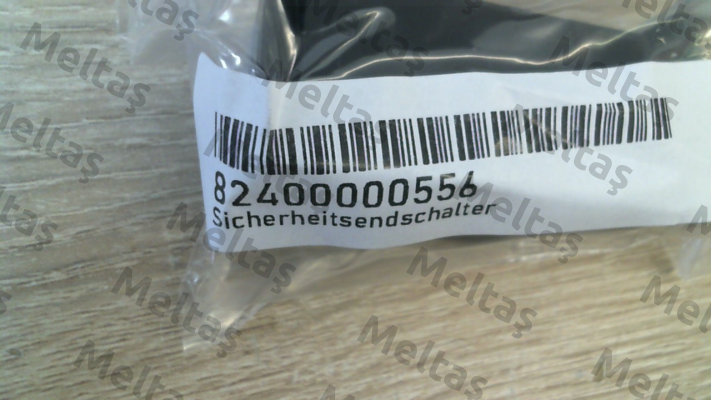 82400000556
Sicherheitsendschalter
Meltaş